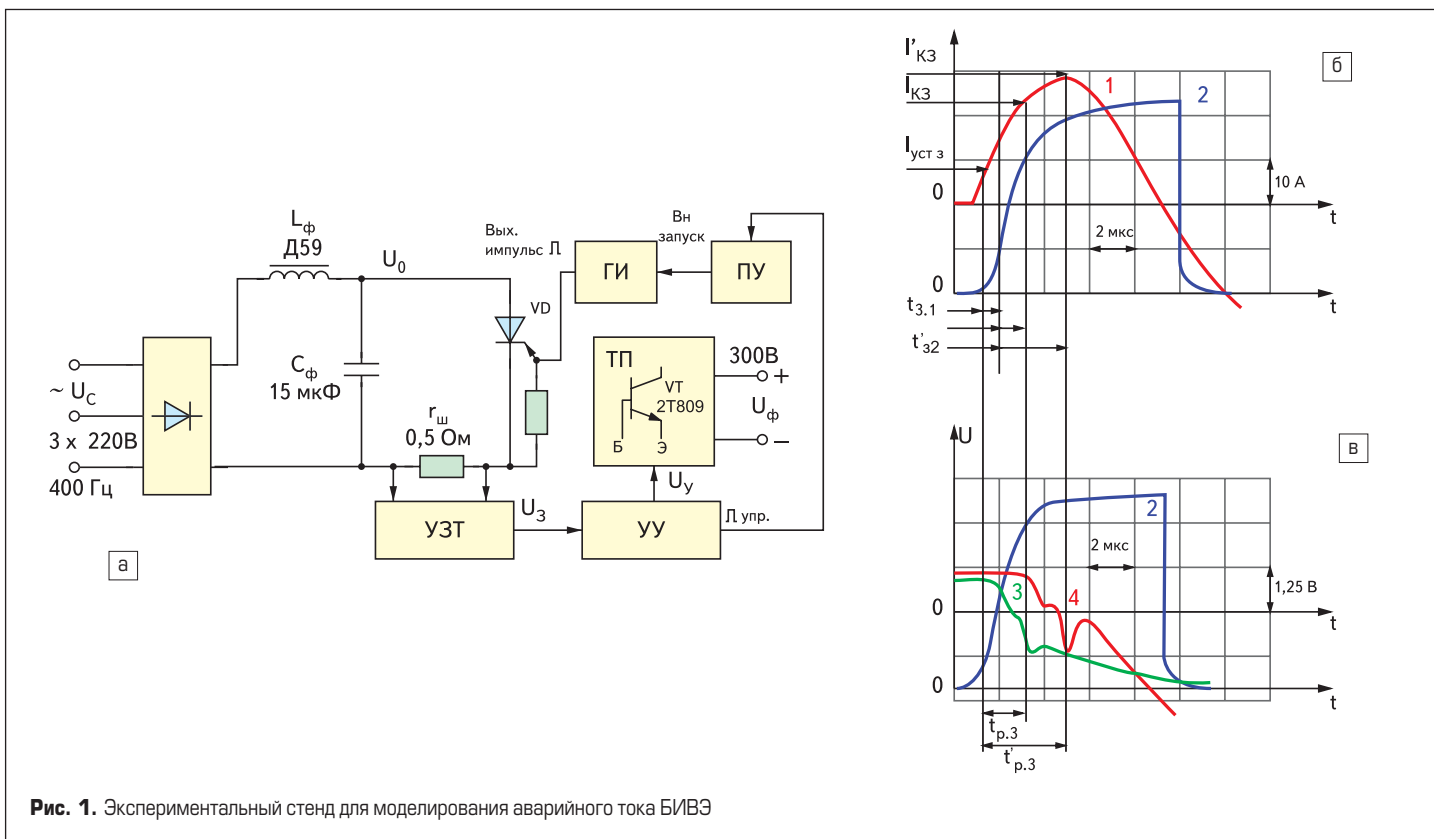 Lф
Д59
U0
Вых.
импульс
Вн
запуск
ГИ
ПУ
VD
Cф
15 мкФ
~ UC
3 x 220В
400 Гц
rш
0,5 Ом
ТП
VT
2Т809
Б
Э
300В
+
Uф
−
UЗ
UУ
УЗТ
УУ
упр.
а
I'КЗ
IКЗ
Iуст з
0
0
1
2
б
10 А
t
2 мкс
t
t3.1
t'з2
U
в
2
2 мкс
1,25 В
3
4
0
t
0
t
tр.3
t'р.3
Рис. 1. Экспериментальный стенд для моделирования аварийного тока БИВЭ